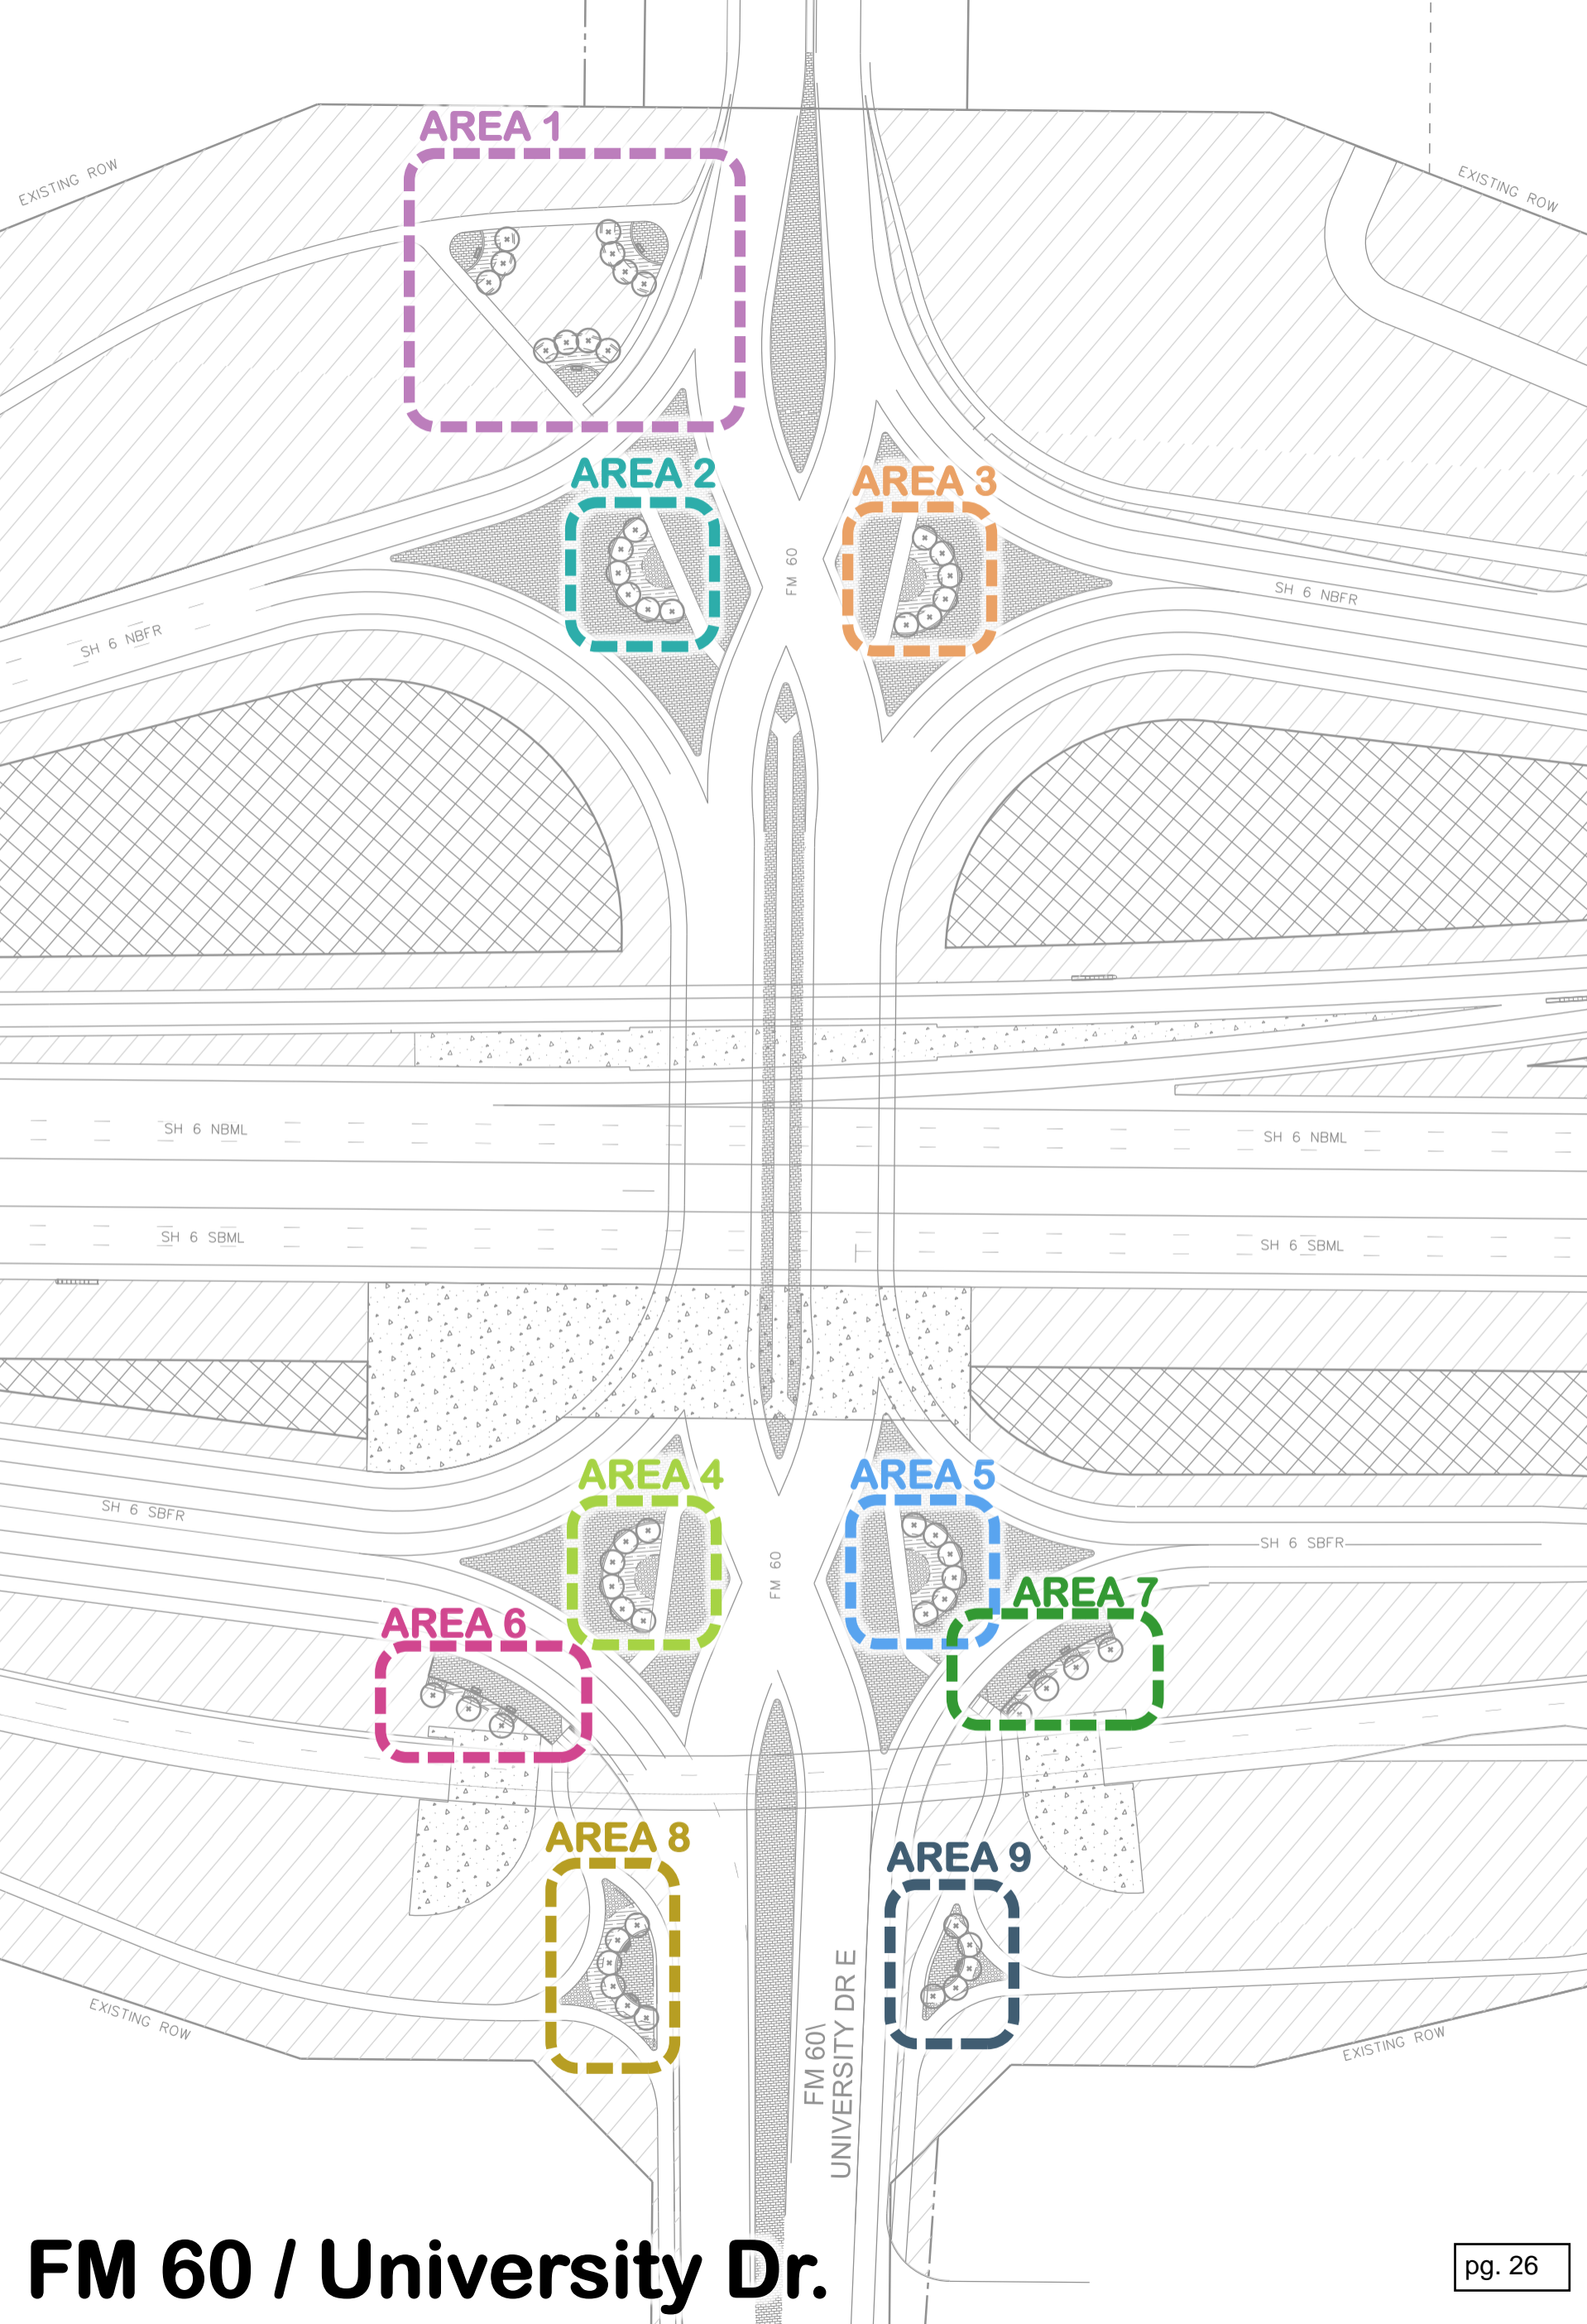 AREA 1
EXISTING ROW
EXISTING ROW
AREA 2
AREA 3
FM 60
SH 6 NBFR
SH 6 NBFR
SH 6 NBML
SH 6 NBML
SH 6 SBML
SH 6 SBML
AREA 4
AREA 5
SH 6 SBFR
SH 6 SBFR
FM 60
AREA 6
AREA 7
AREA 8
AREA 9
FM 60\
UNIVERSITY DR E
EXISTING ROW
EXISTING ROW
FM 60 / University Dr.
pg. 26